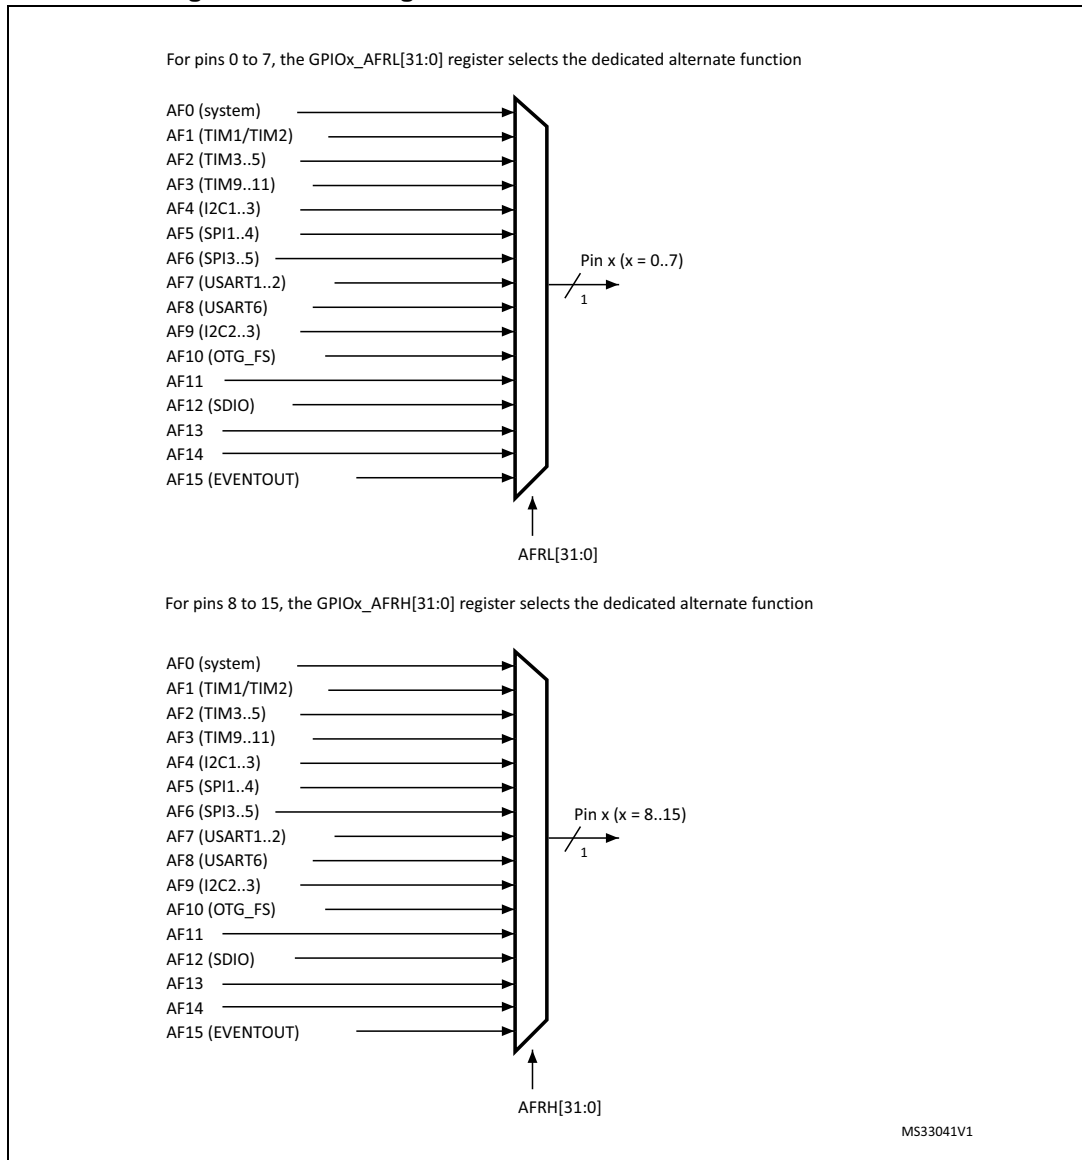 For pins 0 to 7, the GPIOx_AFRL[31:0] register selects the dedicated alternate function
AF0 (system)
AF1 (TIM1/TIM2)
AF2 (TIM3..5)
AF3 (TIM9..11)
AF4 (I2C1..3)
AF5 (SPI1..4)
AF6 (SPI3..5)
AF7 (USART1..2)
AF8 (USART6)
AF9 (I2C2..3)
AF10 (OTG_FS)
AF11
AF12 (SDIO)
AF13
AF14
AF15 (EVENTOUT)
Pin x (x = 0..7)
1
AFRL[31:0]
For pins 8 to 15, the GPIOx_AFRH[31:0] register selects the dedicated alternate function
AF0 (system)
AF1 (TIM1/TIM2)
AF2 (TIM3..5)
AF3 (TIM9..11)
AF4 (I2C1..3)
AF5 (SPI1..4)
AF6 (SPI3..5)
AF7 (USART1..2)
AF8 (USART6)
AF9 (I2C2..3)
AF10 (OTG_FS)
AF11
AF12 (SDIO)
AF13
AF14
AF15 (EVENTOUT)
Pin x (x = 8..15)
1
AFRH[31:0]
MS33041V1